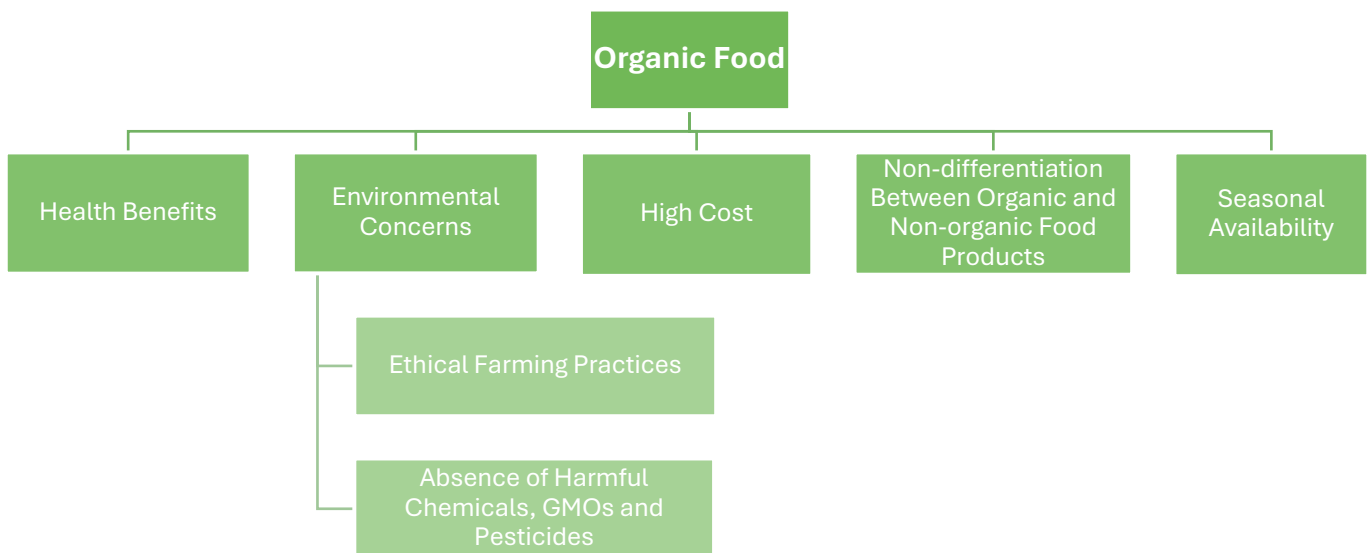 Organic Food
Health Benefits
Environmental
Concerns
High Cost
Non-differentiation
Between Organic and
Non-organic Food
Products
Seasonal
Availability
Ethical Farming Practices
Absence of Harmful
Chemicals, GMOs and
Pesticides